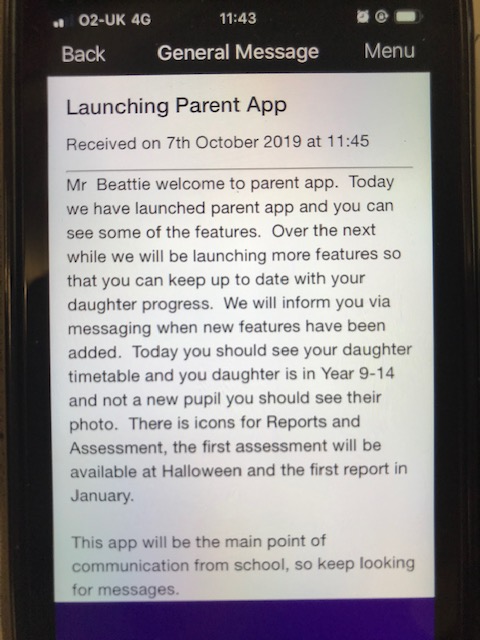 O2-UK 4G 11:43
Back General Message Menu
Launching Parent App
Received on 7th October 2019 at 11:45
Mr Beattie welcome to parent app. Today
we have launched parent app and you can
see some of the features. Over the next
while we will be launching more features so
that you can keep up to date with your
daughter progress. We will inform you via
messaging when new features have been
added. Today you should see your daughter
timetable and you daughter is in Year 9-14
and not a new pupil you should see their
photo. There is icons for Reports and
Assessment, the first assessment will be
available at Halloween and the first report in
January.
This app will be the main point of
communication from school, so keep looking
for messages.